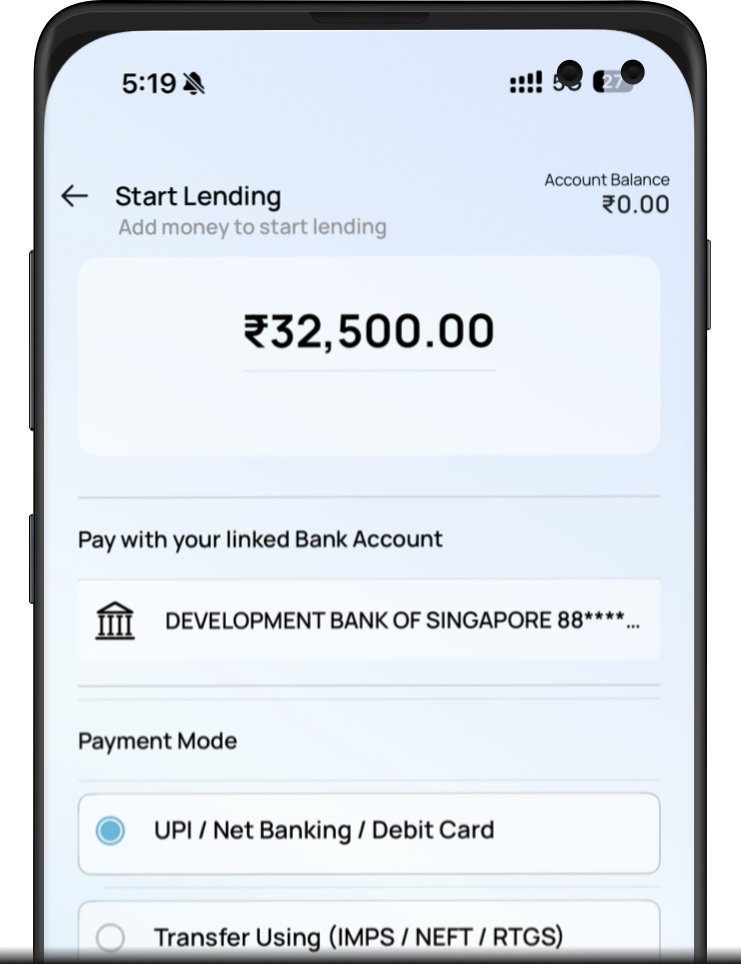 5:19
27
Start Lending
Account Balance
₹0.00
Add money to start lending
₹32,500.00
Pay with your linked Bank Account
DEVELOPMENT BANK OF SINGAPORE 88****...
Payment Mode
UPI / Net Banking / Debit Card
Transfer Using (IMPS / NEFT / RTGS)